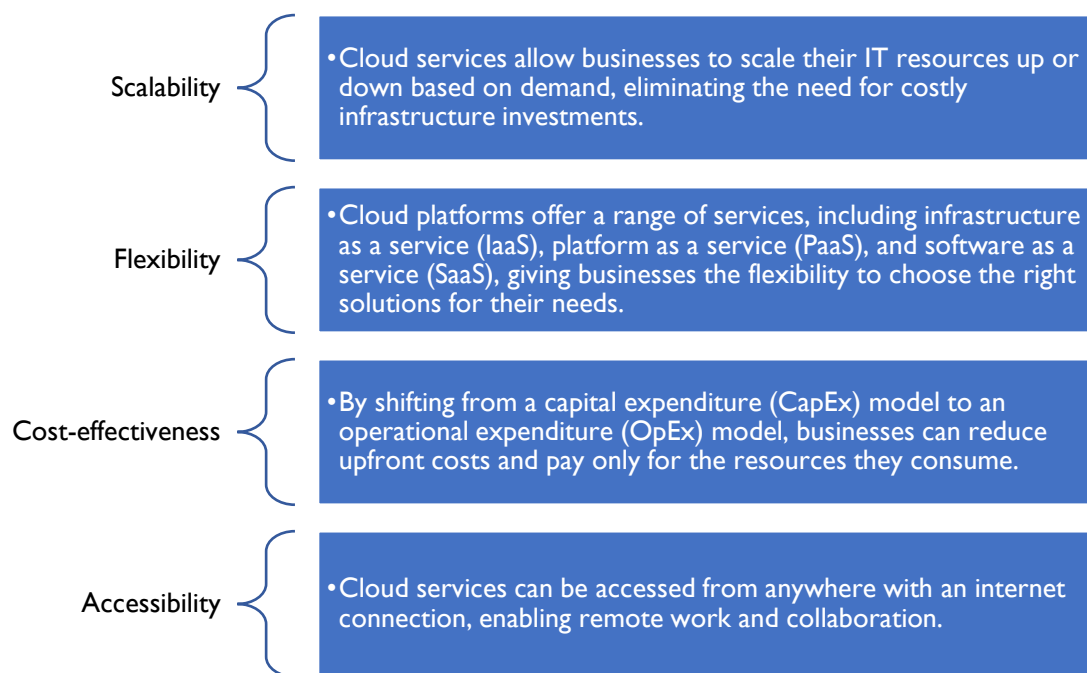 Scalability
•Cloud services allow businesses to scale their IT resources up or
down based on demand, eliminating the need for costly
infrastructure investments.
Flexibility
•Cloud platforms offer a range of services, including infrastructure
as a service (IaaS), platform as a service (PaaS), and software as a
service (SaaS), giving businesses the flexibility to choose the right
solutions for their needs.
Cost-effectiveness
•By shifting from a capital expenditure (CapEx) model to an
operational expenditure (OpEx) model, businesses can reduce
upfront costs and pay only for the resources they consume.
Accessibility
•Cloud services can be accessed from anywhere with an internet
connection, enabling remote work and collaboration.